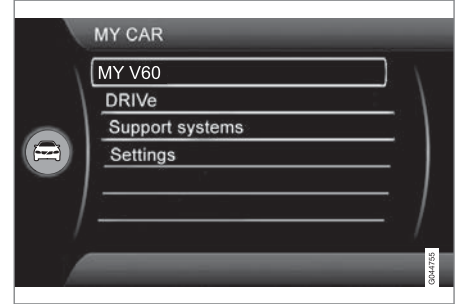 MY CAR
MY V60
DRIVe
Support systems
Settings
G044755